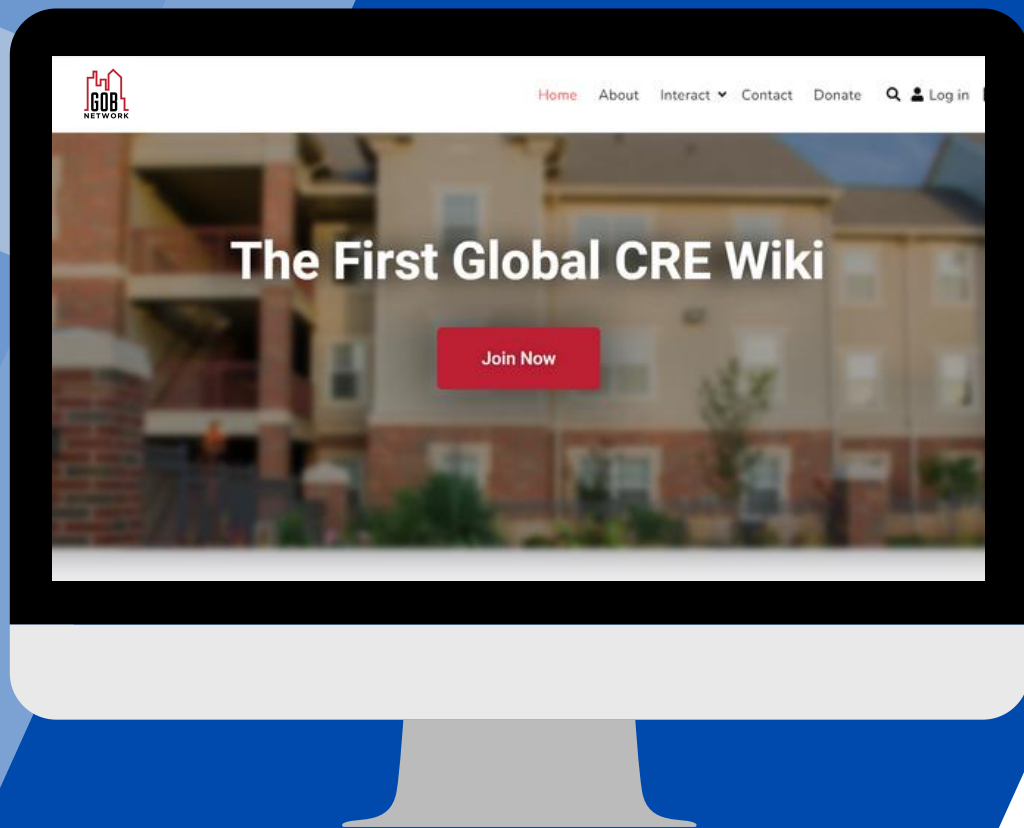 GOB
NETWORK
Home About Interact Contact Donate Log in
The First Global CRE Wiki
Join Now